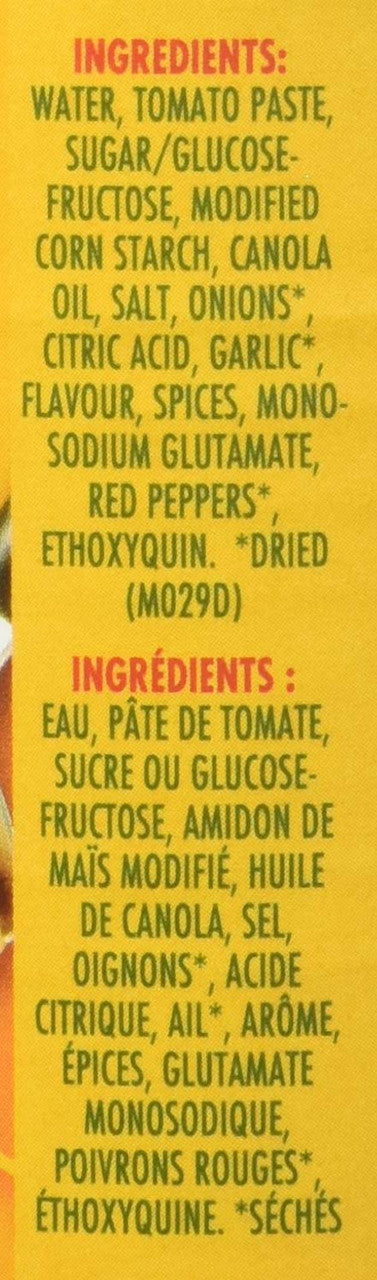 INGREDIENTS:
WATER, TOMATO PASTE,
SUGAR/GLUCOSE-
FRUCTOSE, MODIFIED
CORN STARCH, CANOLA
OIL, SALT, ONIONS*,
CITRIC ACID, GARLIC*,
FLAVOUR, SPICES, MONO-
SODIUM GLUTAMATE,
RED PEPPERS*,
ETHOXYQUIN. *DRIED
(M029D)
INGRÉDIENTS :
EAU, PÂTE DE TOMATE,
SUCRE OU GLUCOSE-
FRUCTOSE, AMIDON DE
MAÏS MODIFIÉ, HUILE
DE CANOLA, SEL,
OIGNONS*, ACIDE
CITRIQUE, AIL*, ARÔME,
ÉPICES, GLUTAMATE
MONOSODIQUE,
POIVRONS ROUGES*,
ÉTHOXYQUINE. *SÉCHÉS